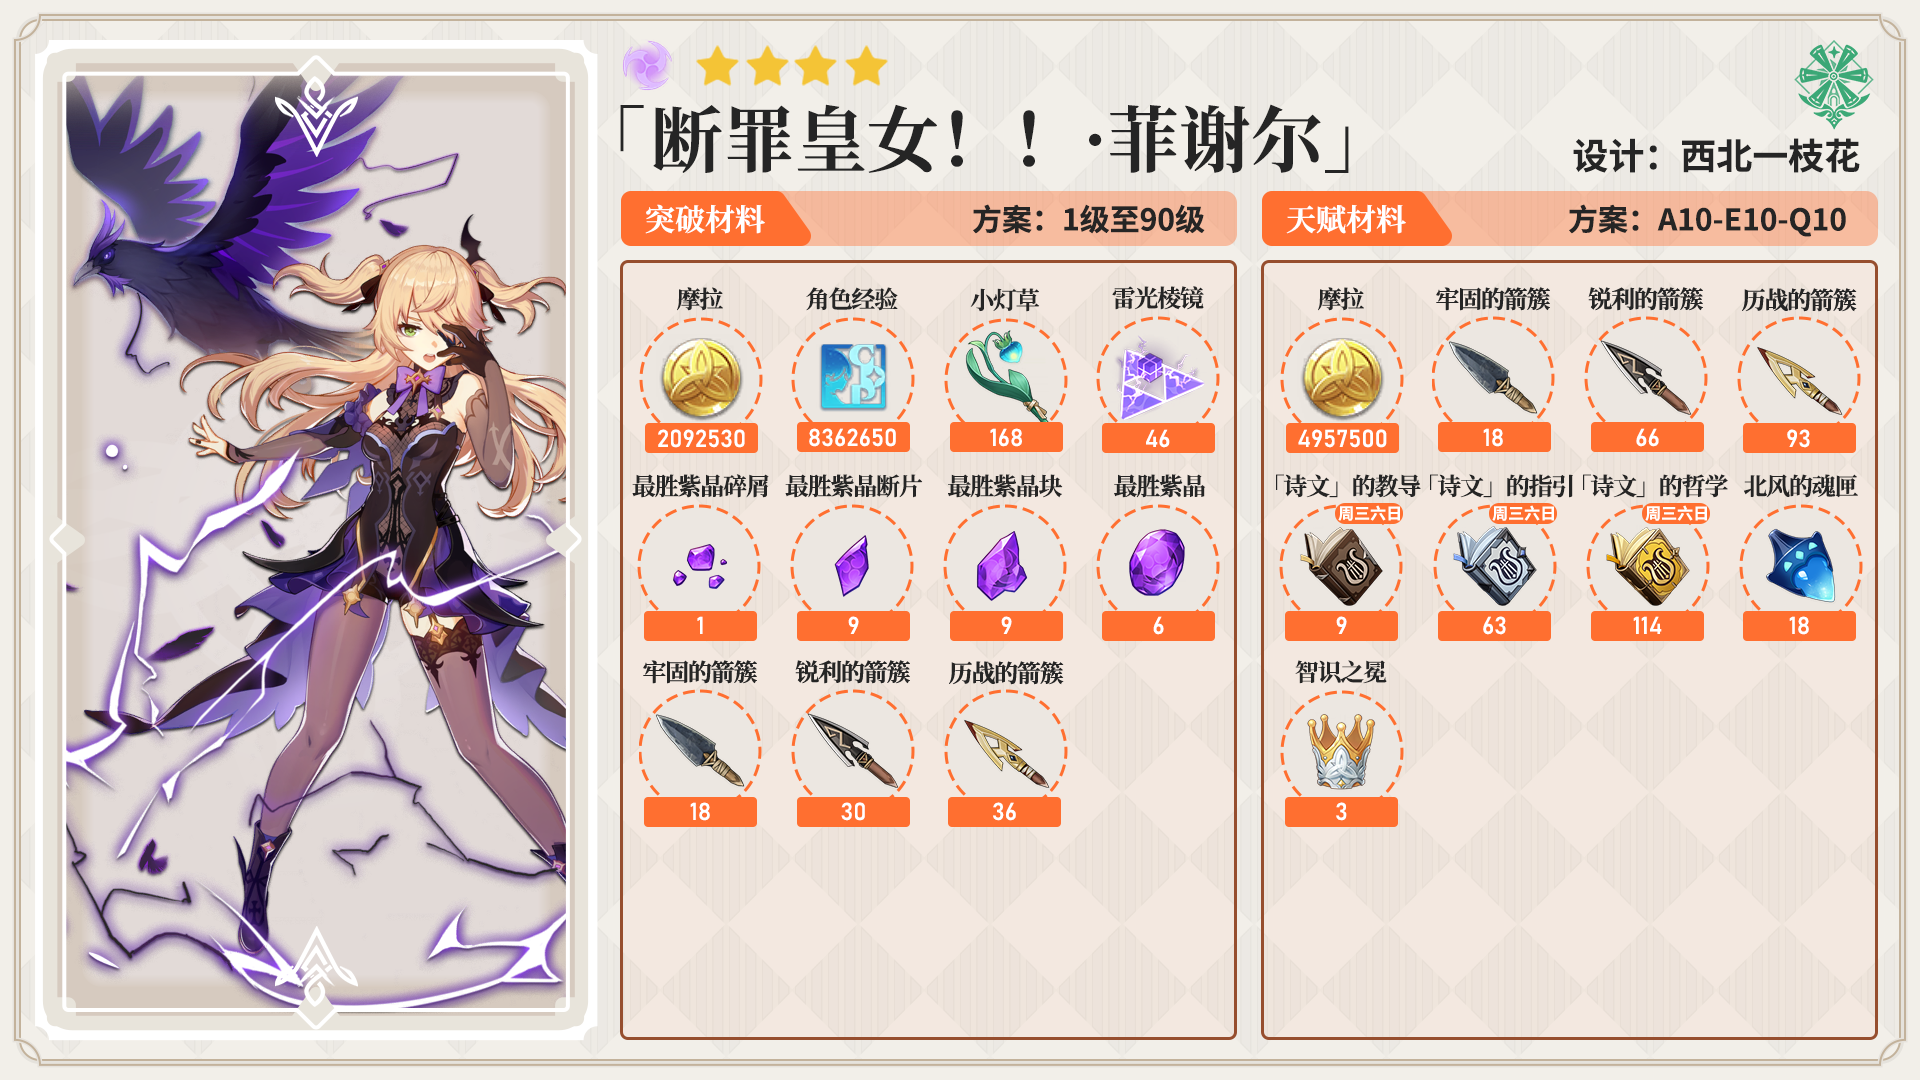 「断罪皇女！！·菲谢尔」
设计：西北一枝花
突破材料
方案：1级至90级
摩拉 角色经验 小灯草 雷光棱镜
2092530 8362650 168 46
最胜紫晶碎屑 最胜紫晶断片 最胜紫晶块 最胜紫晶
1 9 9 6
牢固的箭簇 锐利的箭簇 历战的箭簇
18 30 36
天赋材料
方案：A10-E10-Q10
摩拉 牢固的箭簇 锐利的箭簇 历战的箭簇
4957500 18 66 93
「诗文」的教导 「诗文」的指引 「诗文」的哲学 北风的魂匣
周三六日 周三六日 周三六日
9 63 114 18
智识之冕
3